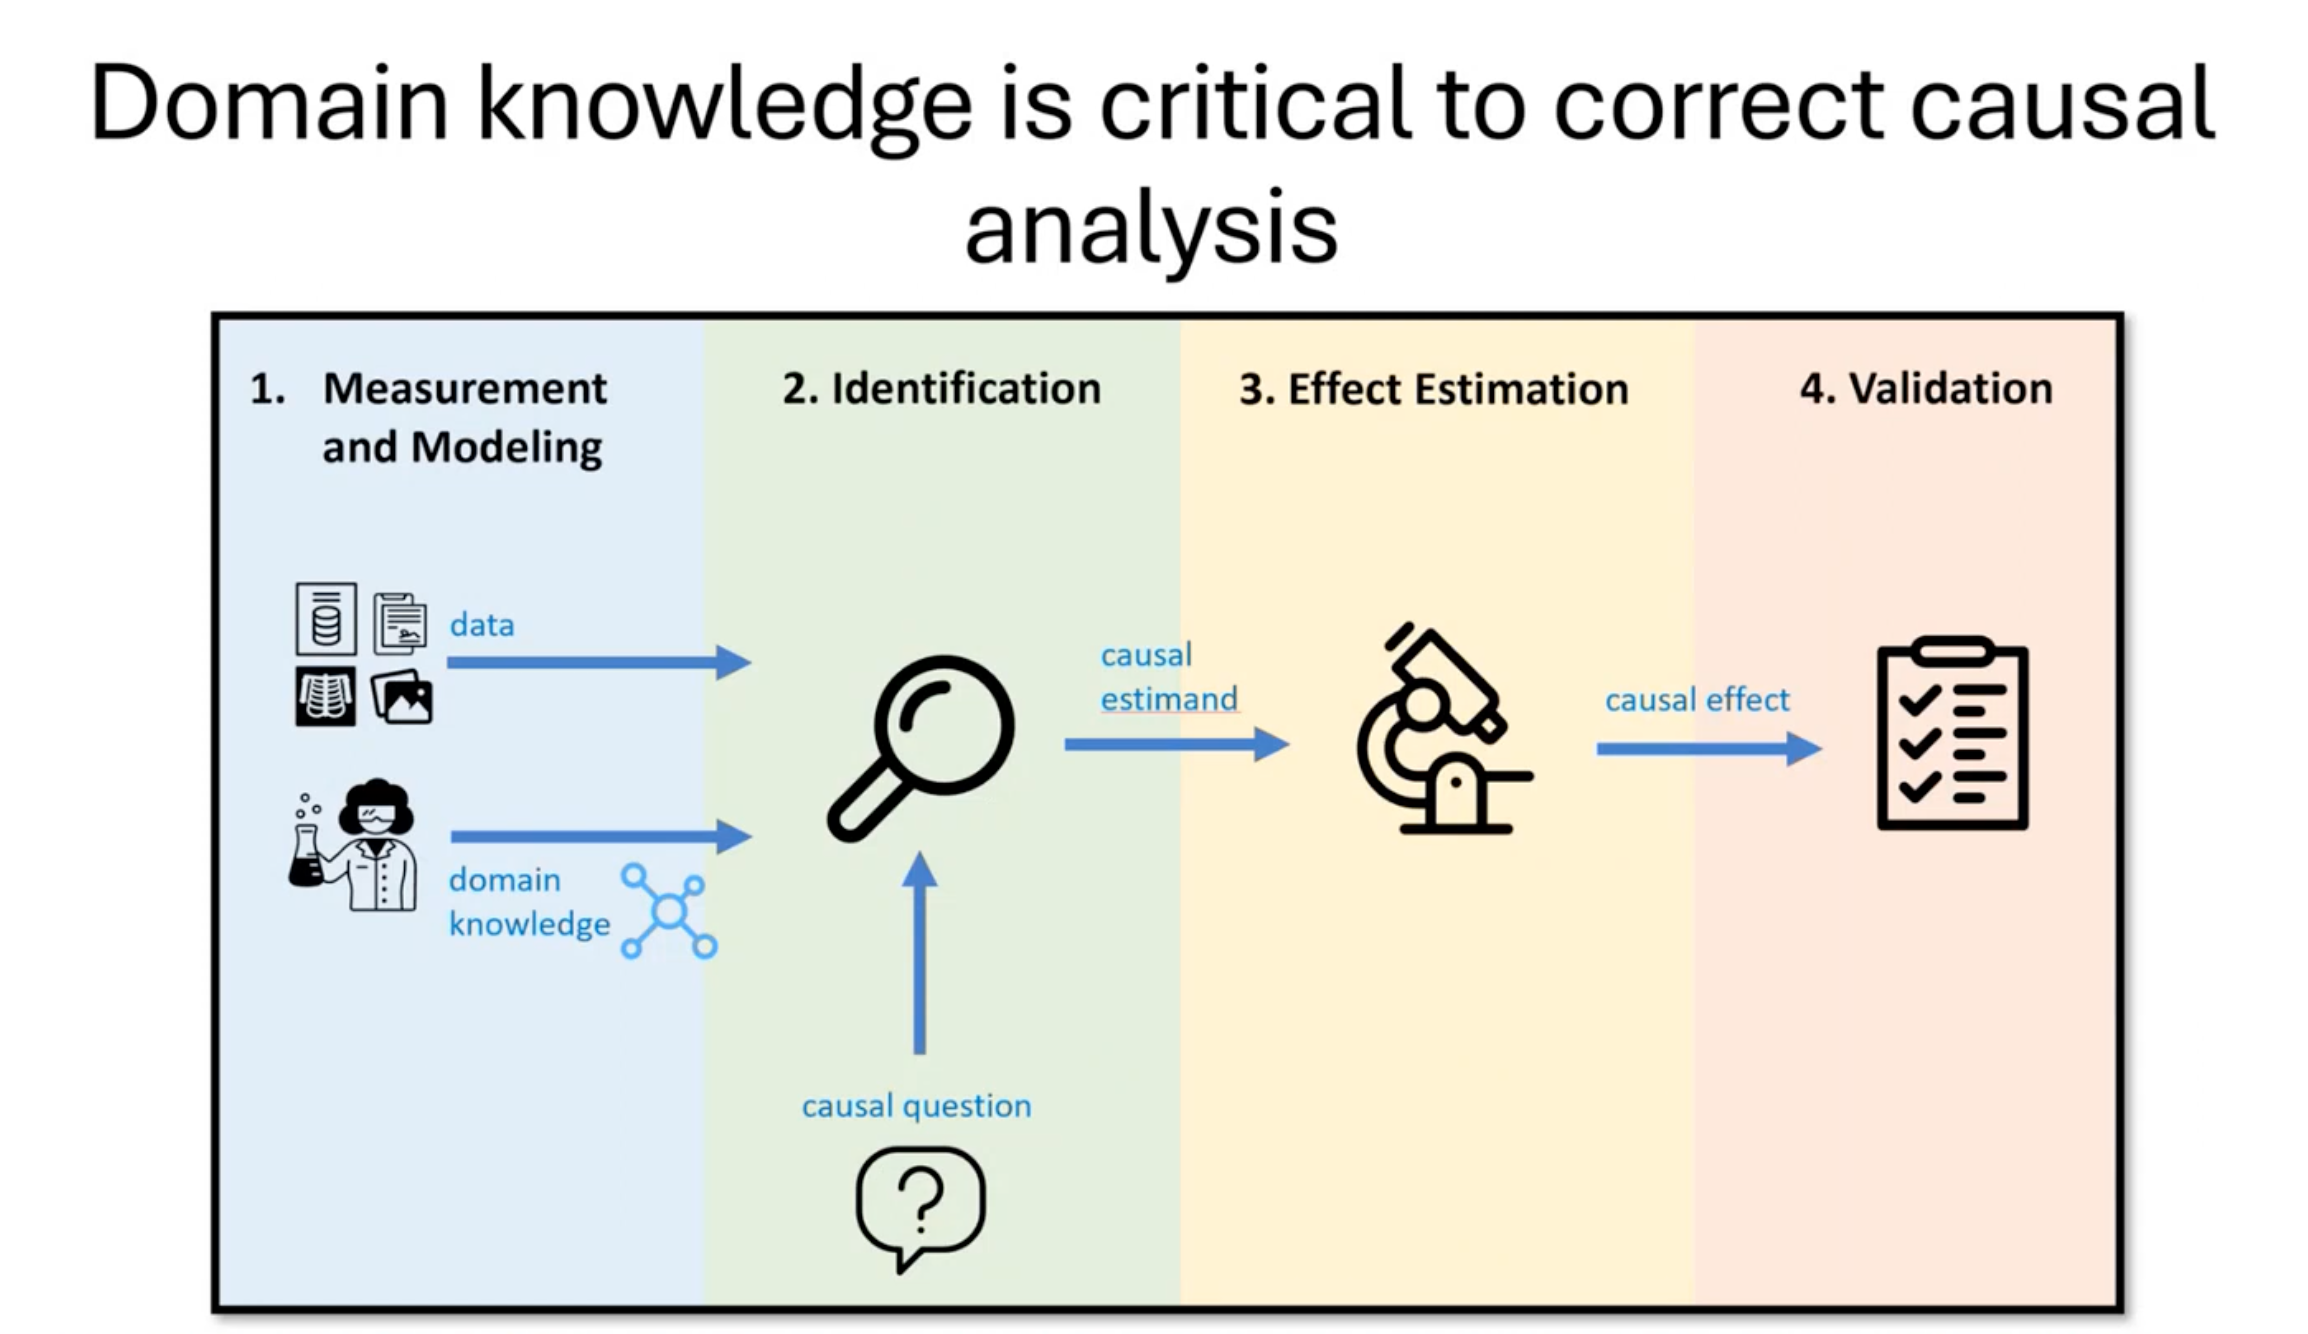 Domain knowledge is critical to correct causal
analysis
1. Measurement
and Modeling
2. Identification
3. Effect Estimation
4. Validation
data
domain
knowledge
causal
estimand
causal effect
causal question
?